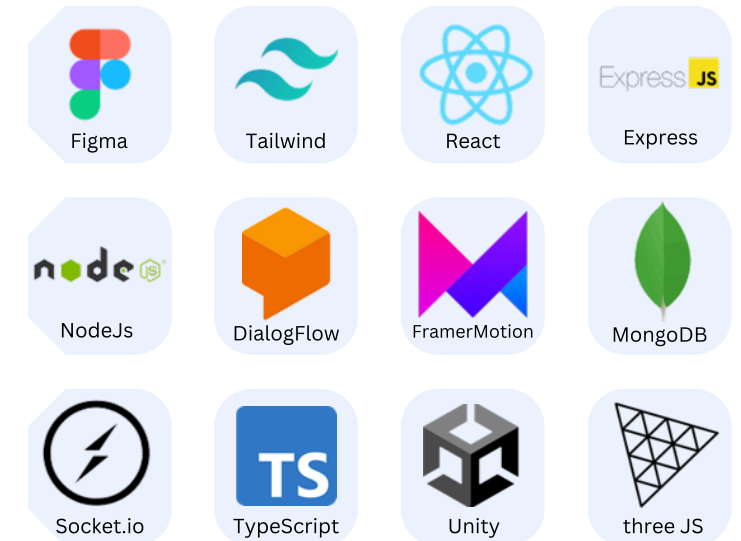 Figma
Tailwind
React
Express JS
Express
node JS
NodeJs
DialogFlow
FramerMotion
MongoDB
Socket.io
TS
TypeScript
Unity
three JS